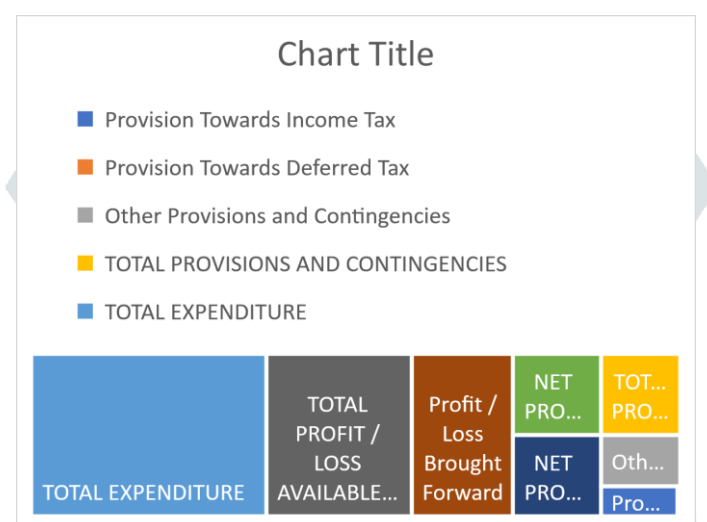 Chart Title
Provision Towards Income Tax
Provision Towards Deferred Tax
Other Provisions and Contingencies
TOTAL PROVISIONS AND CONTINGENCIES
TOTAL EXPENDITURE
TOTAL EXPENDITURE
TOTAL
PROFIT /
LOSS
AVAILABLE...
Profit /
Loss
Brought
Forward
NET
PRO...
NET
PRO...
TOT...
PRO...
Oth...
Pro...